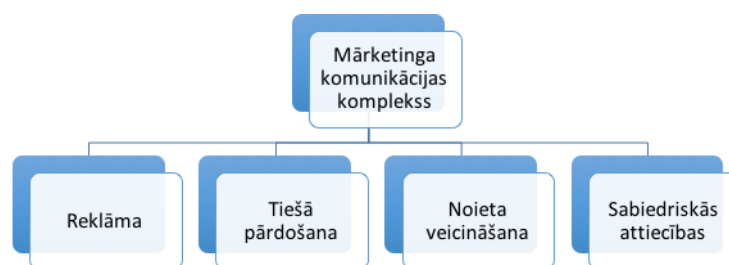 Mārketinga
komunikācijas
komplekss
Reklāma
Tiešā
pārdošana
Noieta
veicināšana
Sabiedriskās
attiecības